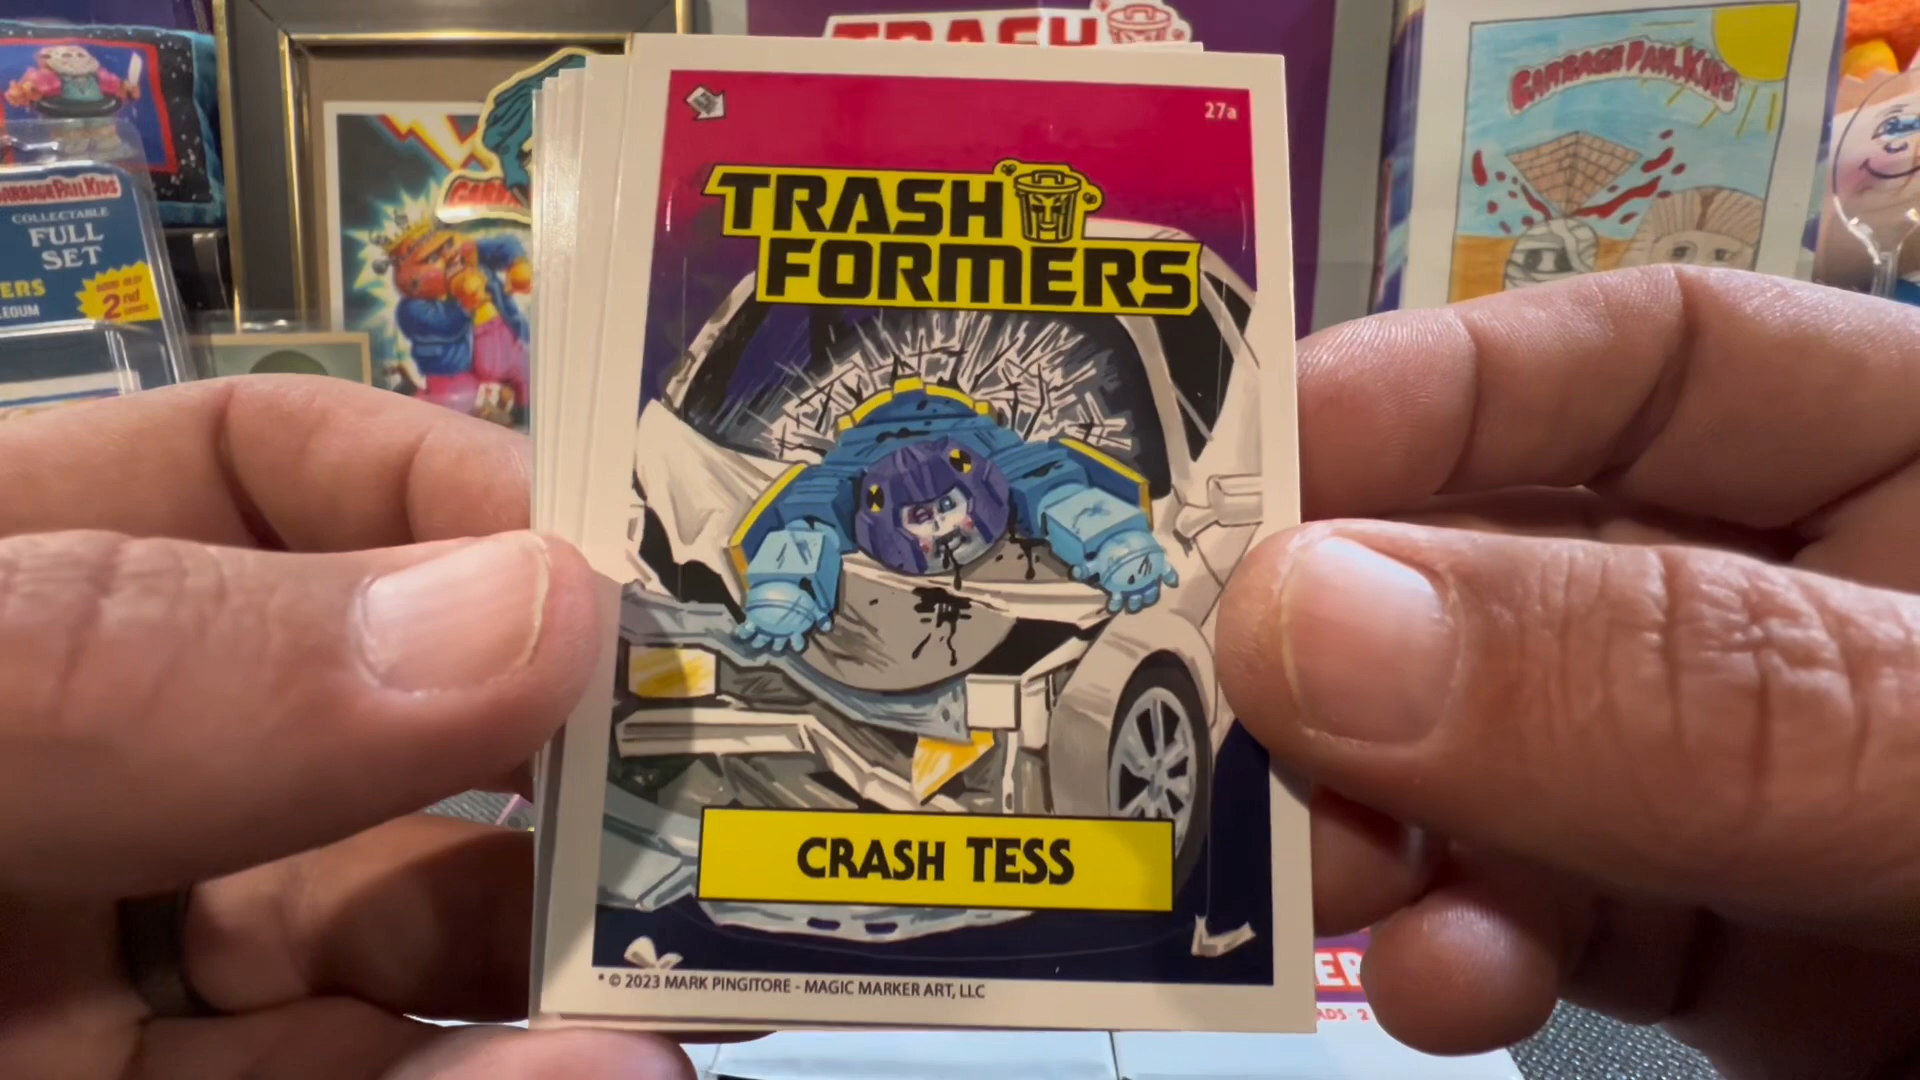 TRASH
GARBAGE PAIL KIDS
27a
TRASH
FORMERS
GARBAGE PAIL KIDS
COLLECTABLE
FULL
SET
2nd
CRASH TESS
* © 2023 MARK PINGITORE - MAGIC MARKER ART, LLC